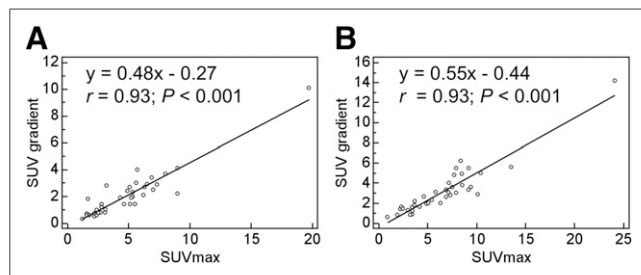 A
y = 0.48x - 0.27
r = 0.93; P < 0.001
SUV gradient
12
10
8
6
4
2
0
0 5 10 15 20
SUVmax
B
y = 0.55x - 0.44
r = 0.93; P < 0.001
SUV gradient
16
14
12
10
8
6
4
2
0
0 5 10 15 20 25
SUVmax